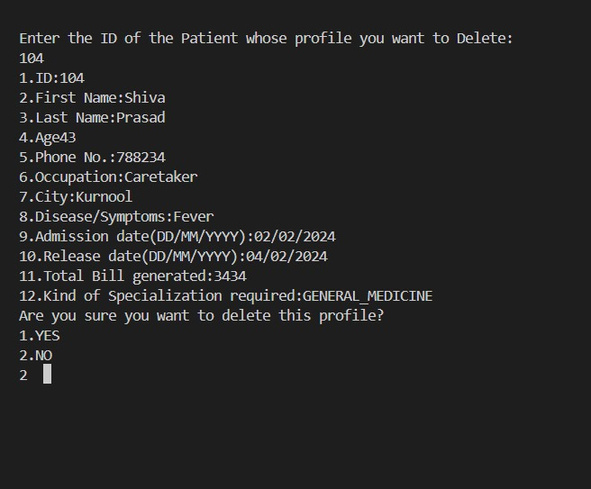 Enter the ID of the Patient whose profile you want to Delete:
104
1.ID:104
2.First Name:Shiva
3.Last Name:Prasad
4.Age43
5.Phone No.:788234
6.Occupation:Caretaker
7.City:Kurnool
8.Disease/Symptoms:Fever
9.Admission date(DD/MM/YYYY):02/02/2024
10.Release date(DD/MM/YYYY):04/02/2024
11.Total Bill generated:3434
12.Kind of Specialization required:GENERAL_MEDICINE
Are you sure you want to delete this profile?
1.YES
2.NO
2